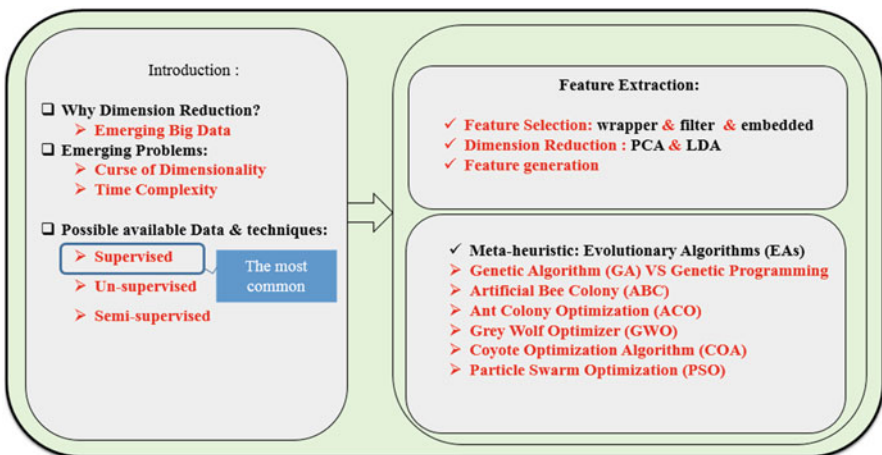 Introduction :
❑ Why Dimension Reduction?
➢ Emerging Big Data
❑ Emerging Problems:
➢ Curse of Dimensionality
➢ Time Complexity
❑ Possible available Data & techniques:
➢ Supervised
The most
common
➢ Un-supervised
➢ Semi-supervised
Feature Extraction:
✓ Feature Selection: wrapper & filter & embedded
✓ Dimension Reduction : PCA & LDA
✓ Feature generation
✓ Meta-heuristic: Evolutionary Algorithms (EAs)
➢ Genetic Algorithm (GA) VS Genetic Programming
➢ Artificial Bee Colony (ABC)
➢ Ant Colony Optimization (ACO)
➢ Grey Wolf Optimizer (GWO)
➢ Coyote Optimization Algorithm (COA)
➢ Particle Swarm Optimization (PSO)